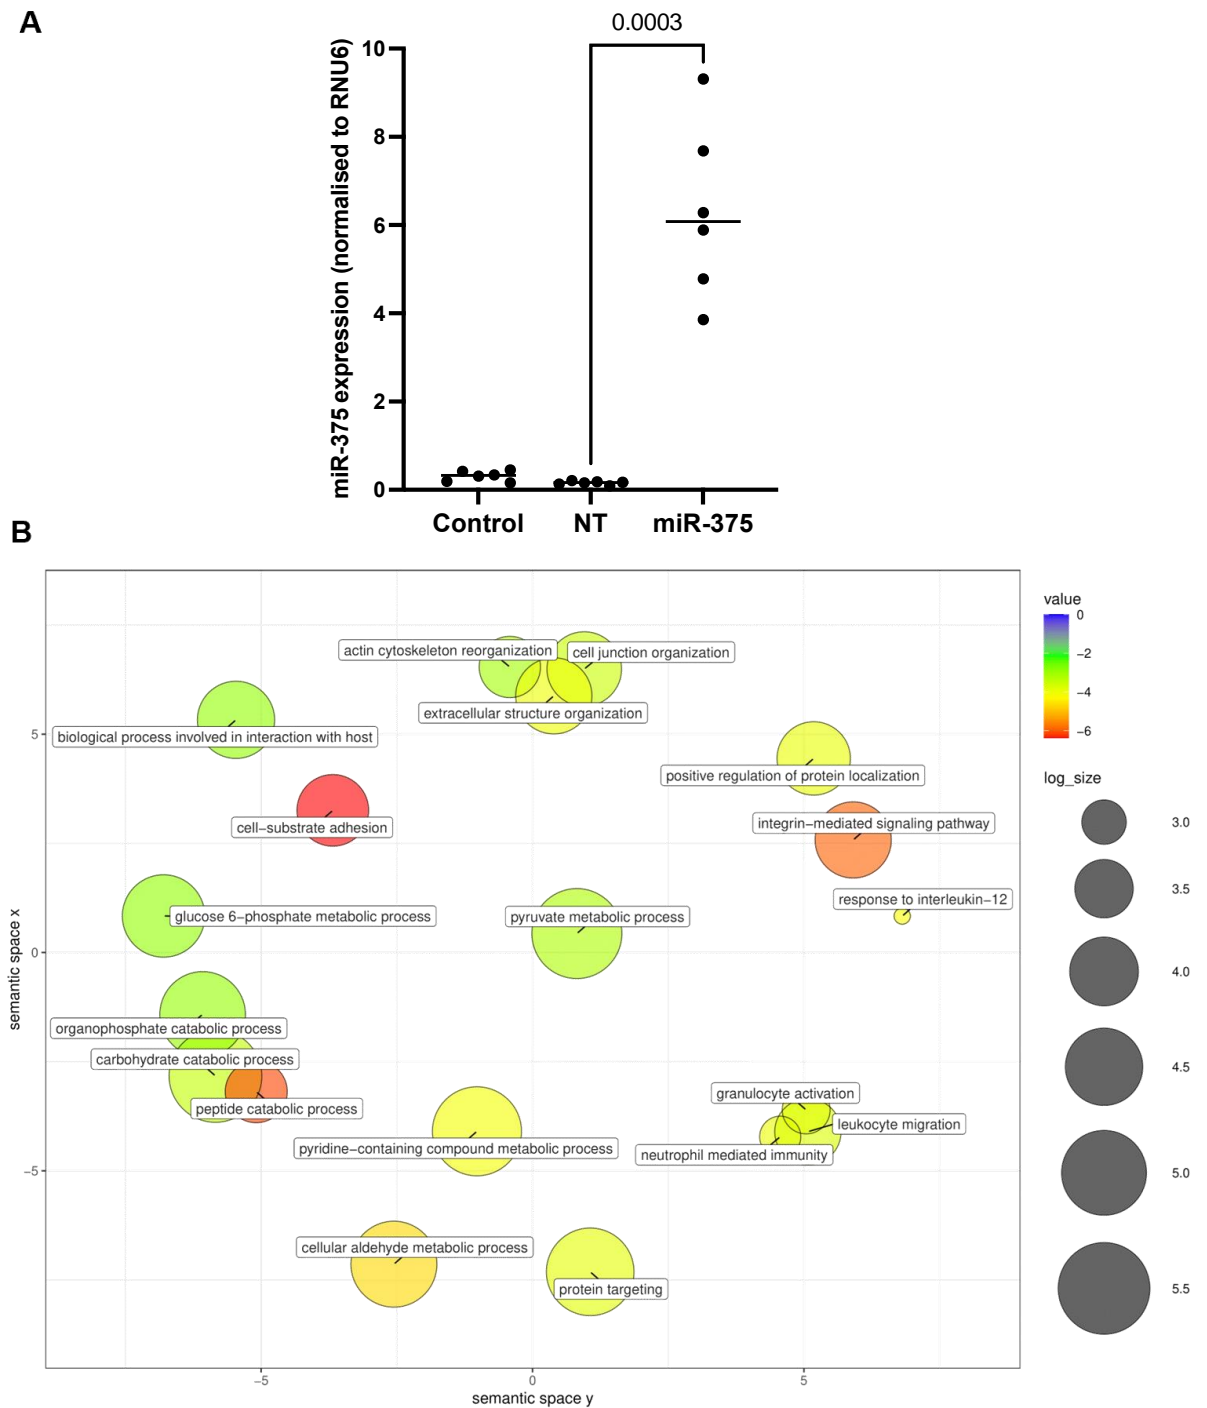 A
0.0003
miR-375 expression (normalised to RNU6)
10
8
6
4
2
0
Control NT miR-375
B
actin cytoskeleton reorganization
cell junction organization
extracellular structure organization
biological process involved in interaction with host
positive regulation of protein localization
cell−substrate adhesion
integrin−mediated signaling pathway
response to interleukin−12
glucose 6−phosphate metabolic process
pyruvate metabolic process
organophosphate catabolic process
carbohydrate catabolic process
peptide catabolic process
granulocyte activation
leukocyte migration
neutrophil mediated immunity
pyridine−containing compound metabolic process
cellular aldehyde metabolic process
protein targeting
semantic space x
5
0
−5
−5 0 5
semantic space y
value
0
−2
−4
−6
log_size
3.0
3.5
4.0
4.5
5.0
5.5